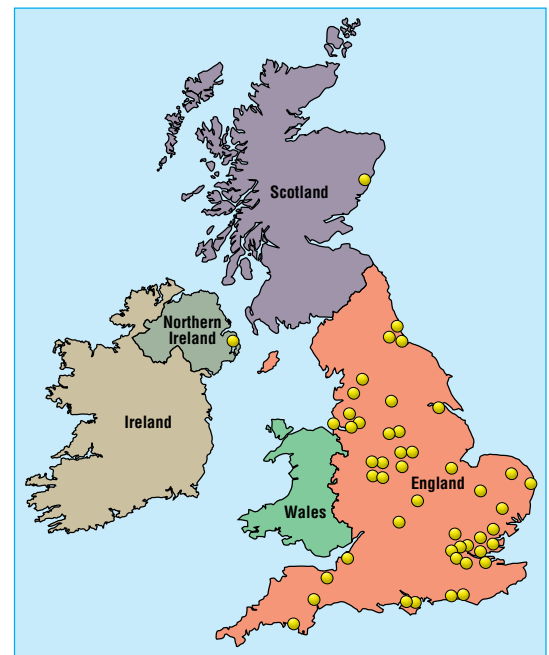 Scotland
Northern
Ireland
Ireland
England
Wales